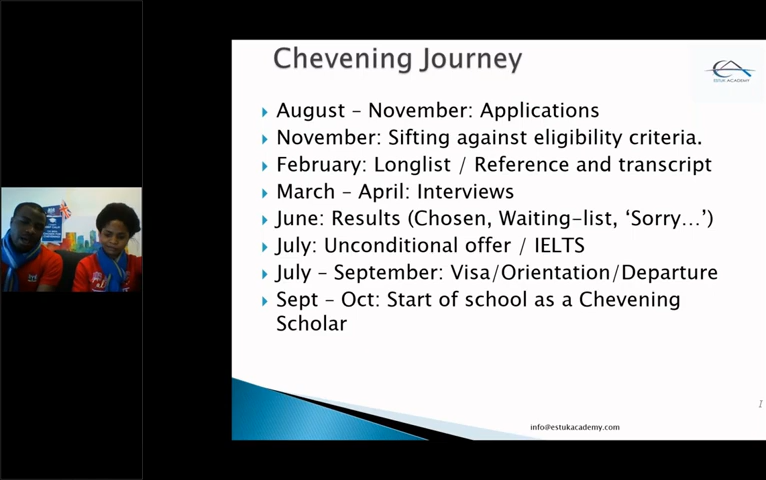 Chevening Journey
ESTUK ACADEMY
August – November: Applications
November: Sifting against eligibility criteria.
February: Longlist / Reference and transcript
March – April: Interviews
June: Results (Chosen, Waiting-list, ‘Sorry…’)
July: Unconditional offer / IELTS
July – September: Visa/Orientation/Departure
Sept – Oct: Start of school as a Chevening
Scholar
info@estukacademy.com